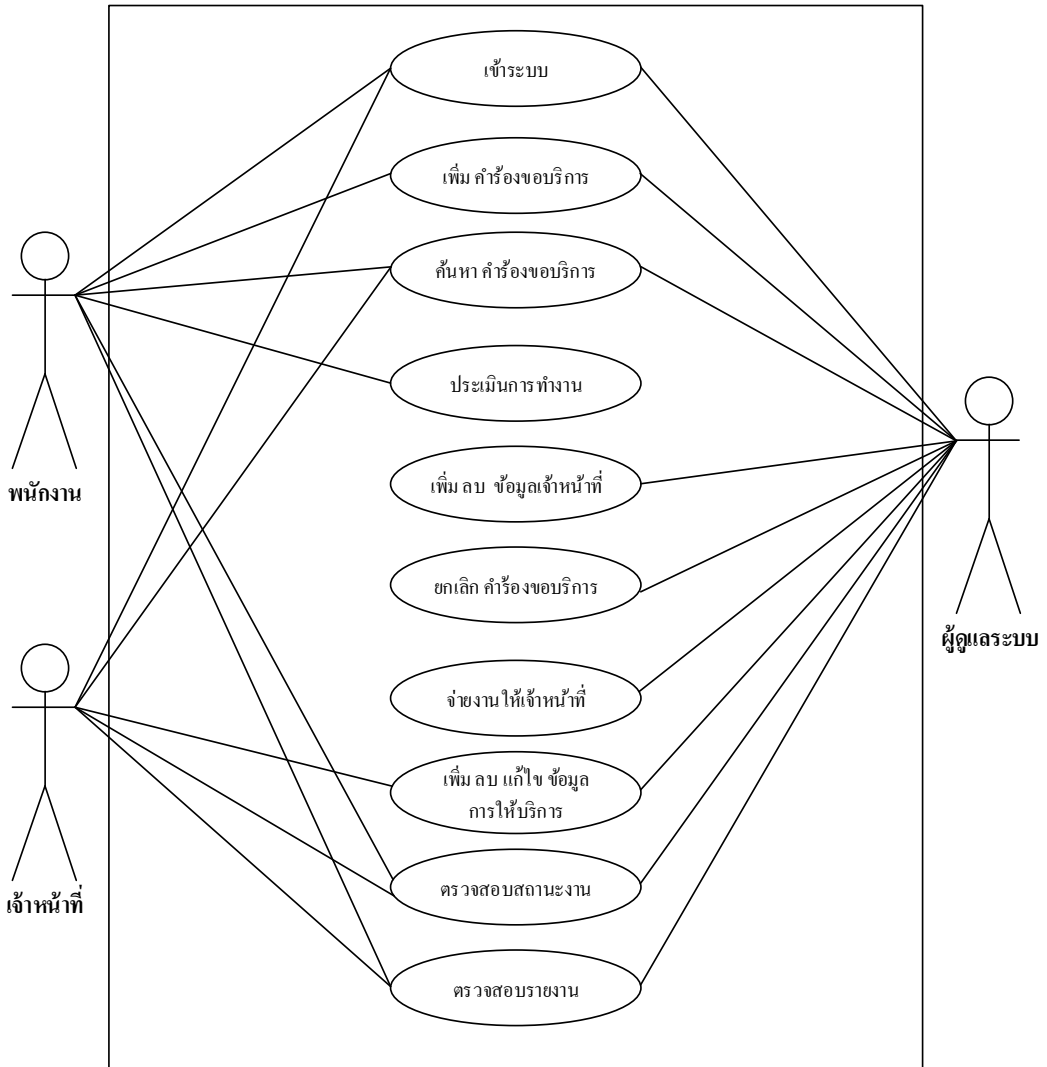 เข้าระบบ
เพิ่ม คำร้องขอบริการ
ค้นหา คำร้องขอบริการ
ประเมินการทำงาน
พนักงาน
เพิ่ม ลบ ข้อมูลเจ้าหน้าที่
ยกเลิก คำร้องขอบริการ
ผู้ดูแลระบบ
จ่ายงานให้เจ้าหน้าที่
เพิ่ม ลบ แก้ไข ข้อมูล
การให้บริการ
ตรวจสอบสถานะงาน
เจ้าหน้าที่
ตรวจสอบรายงาน